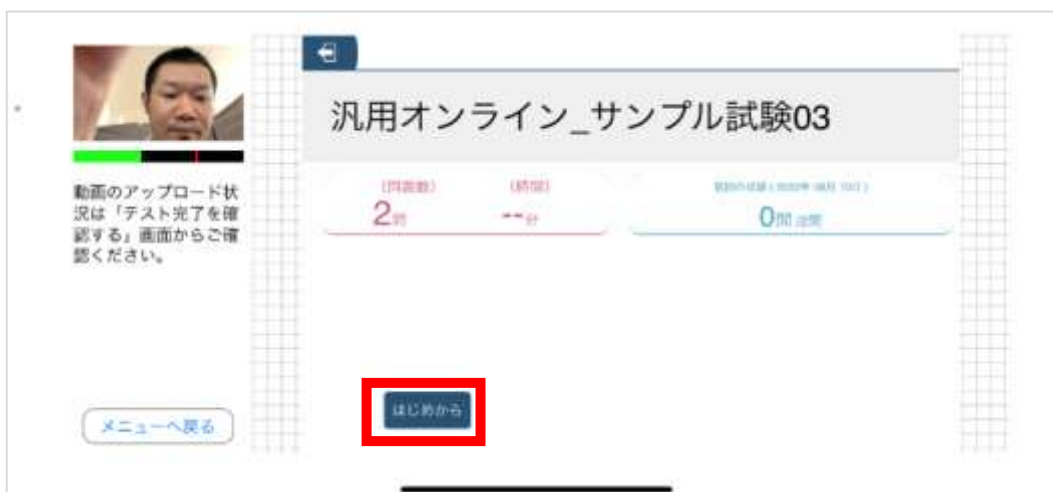 汎用オンライン_サンプル試験03
(問題数)
(時間)
2問
--分
0問
動画のアップロード状
況は「テスト完了を確
認する」画面からご確
認ください。
はじめから
メニューへ戻る